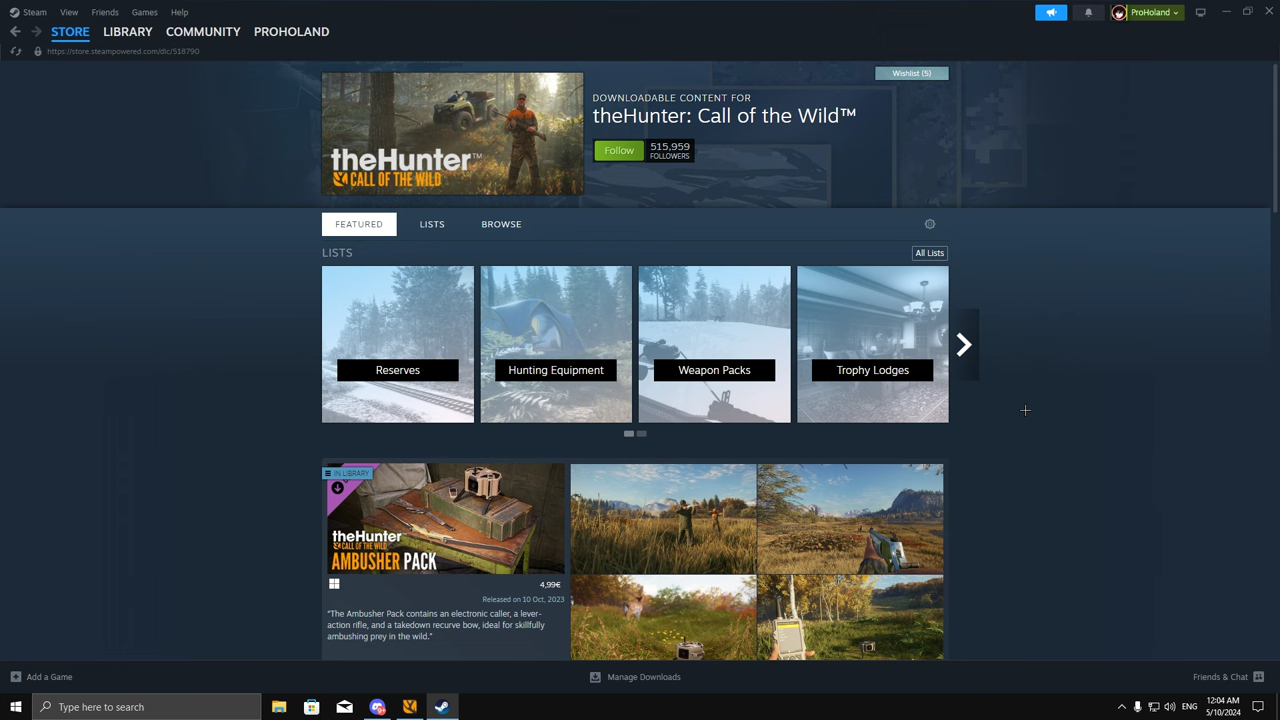 Steam View Friends Games Help
ProHoland
STORE LIBRARY COMMUNITY PROHOLAND
https://store.steampowered.com/dlc/518790
Wishlist (5)
DOWNLOADABLE CONTENT FOR
theHunter: Call of the Wild™
Follow 515,959
FOLLOWERS
theHunter™
CALL OF THE WILD
FEATURED LISTS BROWSE
LISTS All Lists
Reserves Hunting Equipment Weapon Packs Trophy Lodges
IN LIBRARY
theHunter
CALL OF THE WILD
AMBUSHER PACK
4,99€
Released on 10 Oct, 2023
"The Ambusher Pack contains an electronic caller, a lever-
action rifle, and a takedown recurve bow, ideal for skillfully
ambushing prey in the wild."
Add a Game Manage Downloads Friends & Chat
Type here to search
ENG
12:04 AM
5/10/2024